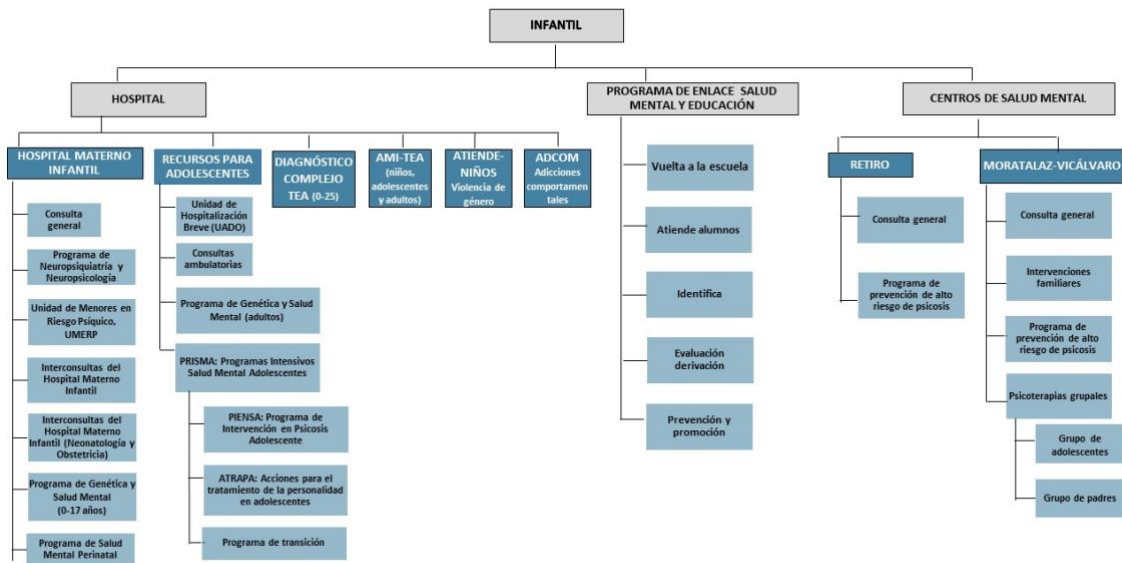 INFANTIL
HOSPITAL
PROGRAMA DE ENLACE SALUD
MENTAL Y EDUCACIÓN
CENTROS DE SALUD MENTAL
HOSPITAL MATERNO
INFANTIL
Consulta
general
Programa de
Neuropsiquiatría y
Neuropsicología
Unidad de Menores en
Riesgo Psíquico,
UMERP
Interconsultas del
Hospital Materno
Infantil
Interconsultas del
Hospital Materno
Infantil (Neonatología y
Obstetricia)
Programa de Genética y
Salud Mental
(0-17 años)
Programa de Salud
Mental Perinatal
RECURSOS PARA
ADOLESCENTES
Unidad de
Hospitalización
Breve (UADO)
Consultas
ambulatorias
Programa de Genética y Salud
Mental (adultos)
PRISMA: Programas Intensivos
Salud Mental Adolescentes
PIENSA: Programa de
Intervención en Psicosis
Adolescente
ATRAPA: Acciones para el
tratamiento de la personalidad
en adolescentes
Programa de transición
DIAGNÓSTICO
COMPLEJO
TEA (0-25)
AMI-TEA
(niños,
adolescentes
y adultos)
ATIENDE-
NIÑOS
Violencia de
género
ADCOM
Adicciones
comportamen
tales
Vuelta a la escuela
Atiende alumnos
Identifica
Evaluación
derivación
Prevención y
promoción
RETIRO
Consulta general
Programa de
prevención de alto
riesgo de psicosis
MORATALAZ-VICÁLVARO
Consulta general
Intervenciones
familiares
Programa de
prevención de alto
riesgo de psicosis
Psicoterapias grupales
Grupo de
adolescentes
Grupo de padres